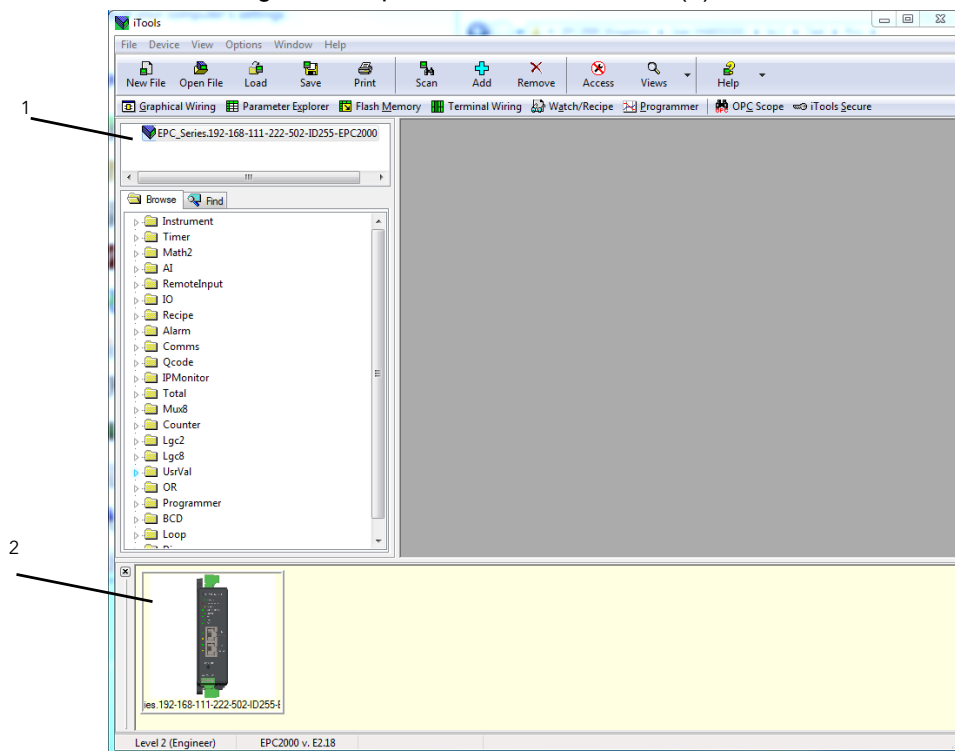 iTools
File Device View Options Window Help
New File Open File Load Save Print Scan Add Remove Access Views Help
Graphical Wiring Parameter Explorer Flash Memory Terminal Wiring Watch/Recipe Programmer OPC Scope iTools Secure
1
EPC_Series.192-168-111-222-502-ID255-EPC2000
Browse Find
Instrument
Timer
Math2
AI
RemoteInput
IO
Recipe
Alarm
Comms
Qcode
IPMonitor
Total
Mux8
Counter
Lgc2
Lgc8
UsrVal
OR
Programmer
BCD
Loop
2
ies.192-168-111-222-502-ID255-E
Level 2 (Engineer) EPC2000 v. E2.18